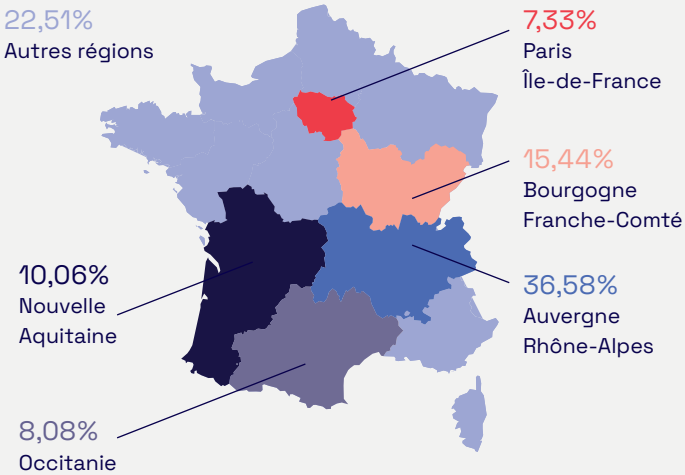 22,51%
Autres régions
7,33%
Paris
Île-de-France
15,44%
Bourgogne
Franche-Comté
10,06%
Nouvelle
Aquitaine
36,58%
Auvergne
Rhône-Alpes
8,08%
Occitanie